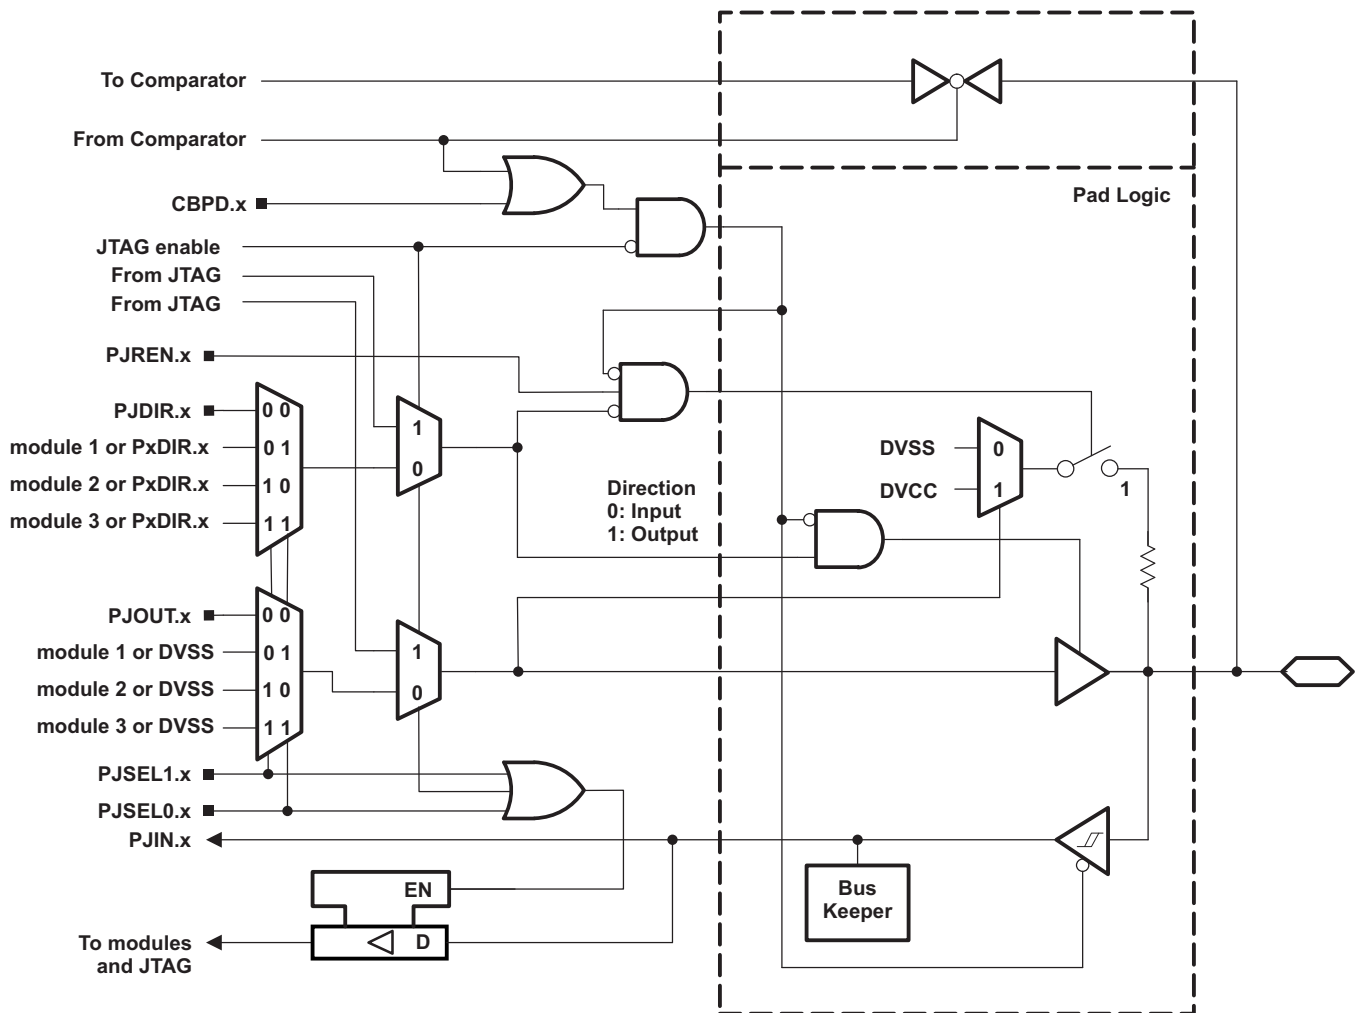 To Comparator
From Comparator
Pad Logic
CBPD.x
JTAG enable
From JTAG
From JTAG
PJREN.x
PJDIR.x
0 0
module 1 or PxDIR.x
0 1
module 2 or PxDIR.x
1 0
module 3 or PxDIR.x
1 1
1
0
DVSS
0
DVCC
1
1
Direction
0: Input
1: Output
PJOUT.x
0 0
module 1 or DVSS
0 1
module 2 or DVSS
1 0
module 3 or DVSS
1 1
1
0
PJSEL1.x
PJSEL0.x
PJIN.x
EN
D
Bus
Keeper
To modules
and JTAG